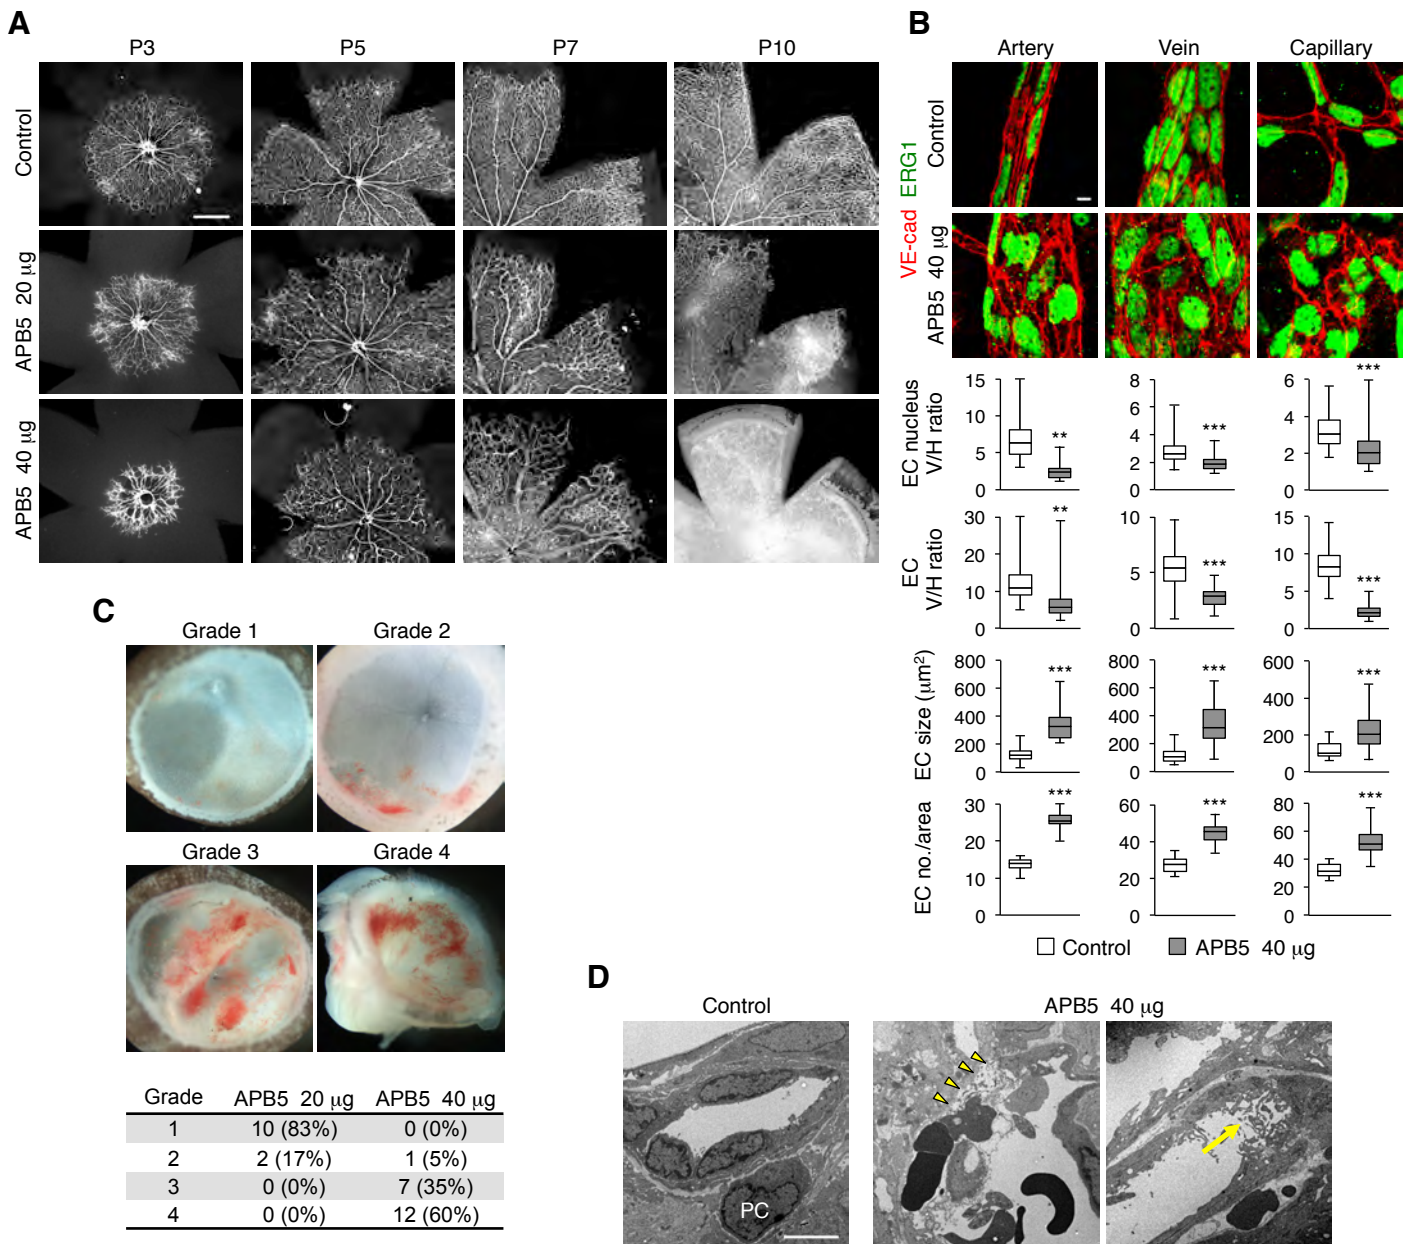 A
P3 P5 P7 P10
Control
APB5 20 μg
APB5 40 μg
B
Artery Vein Capillary
VE-cad ERG1
Control
APB5 40 μg
EC nucleus V/H ratio
15 10 5 0
**
8 6 4 2 0
***
6 4 2 0
***
EC V/H ratio
30 20 10 0
**
10 5 0
***
15 10 5 0
***
EC size (μm²)
800 600 400 200 0
***
800 600 400 200 0
***
600 400 200 0
***
EC no./area
30 20 10 0
***
60 40 20 0
***
80 60 40 20 0
***
Control APB5 40 μg
C
Grade 1 Grade 2
Grade 3 Grade 4
Grade APB5 20 μg APB5 40 μg
1 10 (83%) 0 (0%)
2 2 (17%) 1 (5%)
3 0 (0%) 7 (35%)
4 0 (0%) 12 (60%)
D
Control APB5 40 μg
PC